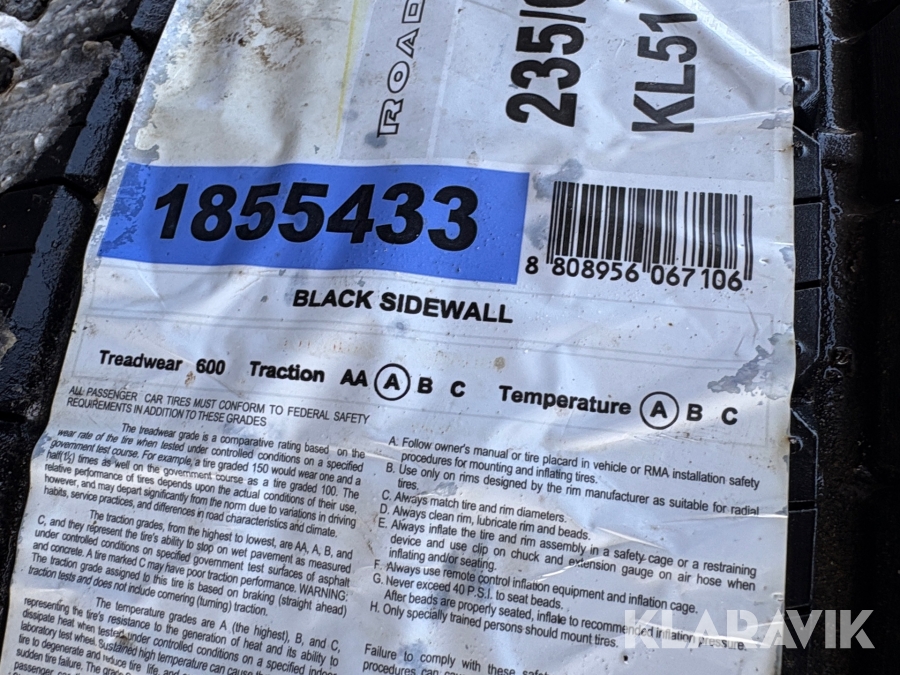 ROAD
235/6
KL51
1855433
8 808956 067106
BLACK SIDEWALL
Treadwear 600 Traction AA A B C Temperature A B C
ALL PASSENGER CAR TIRES MUST CONFORM TO FEDERAL SAFETY
REQUIREMENTS IN ADDITION TO THESE GRADES
The treadwear grade is a comparative rating based on the
wear rate of the tire when tested under controlled conditions on a specified
government test course. For example, a tire graded 150 would wear one and a
half(1½) times as well on the government course as a tire graded 100. The
relative performance of tires depends upon the actual conditions of their use,
however, and may depart significantly from the norm due to variations in driving
habits, service practices, and differences in road characteristics and climate.
The traction grades, from the highest to lowest, are AA, A, B, and
C, and they represent the tire's ability to stop on wet pavement as measured
under controlled conditions on specified government test surfaces of asphalt
and concrete. A tire marked C may have poor traction performance. WARNING:
The traction grade assigned to this tire is based on braking (straight ahead)
traction tests and does not include cornering (turning) traction.
The temperature grades are A (the highest), B, and C,
representing the tire's resistance to the generation of heat and its ability to
dissipate heat when tested under controlled conditions on a specified indoor
laboratory test wheel. Sustained high temperature can cause the
tire to degenerate and reduce tire life, and
sudden tire failure. The grade
A. Follow owner's manual or tire placard in vehicle or RMA installation safety
procedures for mounting and inflating tires.
B. Use only on rims designed by the rim manufacturer as suitable for radial
tires.
C. Always match tire and rim diameters.
D. Always clean rim, lubricate rim and beads.
E. Always inflate the tire and rim assembly in a safety cage or a restraining
device and use clip on chuck and extension gauge on air hose when
inflating and/or seating.
F. Always use remote control inflation equipment and inflation cage.
G. Never exceed 40 P.S.I. to seat beads.
After beads are properly seated, inflate to recommended inflation pressure.
H. Only specially trained persons should mount tires.
Failure to comply with these
procedures can
KLARAVIK